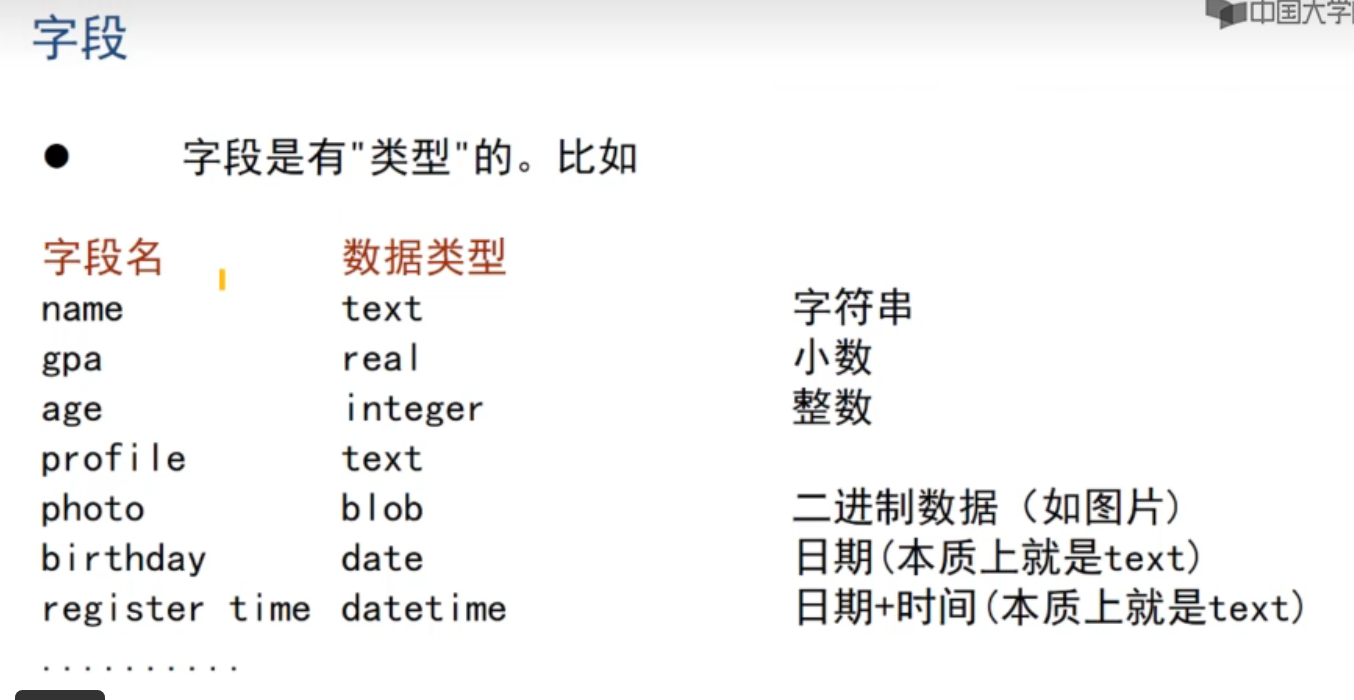 字段
中国大学
● 字段是有"类型"的。比如
字段名 数据类型
name text 字符串
gpa real 小数
age integer 整数
profile text
photo blob 二进制数据（如图片）
birthday date 日期(本质上就是text)
register time datetime 日期+时间(本质上就是text)
..........